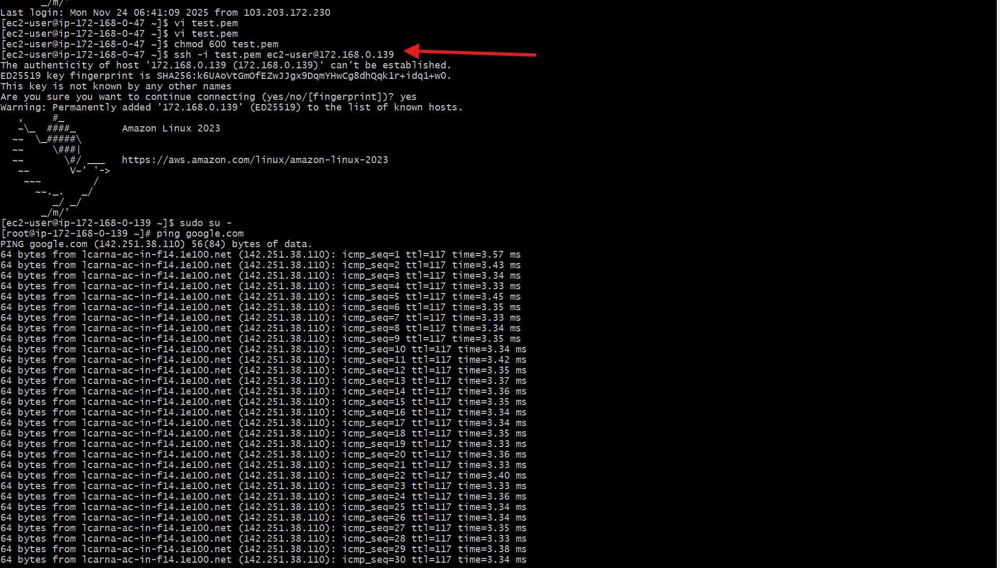 _/m/'
Last login: Mon Nov 24 06:41:09 2025 from 103.203.172.230
[ec2-user@ip-172-168-0-47 ~]$ vi test.pem
[ec2-user@ip-172-168-0-47 ~]$ vi test.pem
[ec2-user@ip-172-168-0-47 ~]$ chmod 600 test.pem
[ec2-user@ip-172-168-0-47 ~]$ ssh -i test.pem ec2-user@172.168.0.139
The authenticity of host '172.168.0.139 (172.168.0.139)' can't be established.
ED25519 key fingerprint is SHA256:k6UAoVtGmOfEZwJJgx9DqmYHwCg8dhQqk1r+idq1+w0.
This key is not known by any other names
Are you sure you want to continue connecting (yes/no/[fingerprint])? yes
Warning: Permanently added '172.168.0.139' (ED25519) to the list of known hosts.
   ,     #_
   ~\_  ####_        Amazon Linux 2023
  ~~  \_#####\
  ~~     \###|
  ~~       \#/ ___   https://aws.amazon.com/linux/amazon-linux-2023
   ~~       V~' '->
    ~~~         /
      ~~._.   _/
         _/ _/
       _/m/'
[ec2-user@ip-172-168-0-139 ~]$ sudo su -
[root@ip-172-168-0-139 ~]# ping google.com
PING google.com (142.251.38.110) 56(84) bytes of data.
64 bytes from lcarna-ac-in-f14.1e100.net (142.251.38.110): icmp_seq=1 ttl=117 time=3.57 ms
64 bytes from lcarna-ac-in-f14.1e100.net (142.251.38.110): icmp_seq=2 ttl=117 time=3.43 ms
64 bytes from lcarna-ac-in-f14.1e100.net (142.251.38.110): icmp_seq=3 ttl=117 time=3.34 ms
64 bytes from lcarna-ac-in-f14.1e100.net (142.251.38.110): icmp_seq=4 ttl=117 time=3.33 ms
64 bytes from lcarna-ac-in-f14.1e100.net (142.251.38.110): icmp_seq=5 ttl=117 time=3.45 ms
64 bytes from lcarna-ac-in-f14.1e100.net (142.251.38.110): icmp_seq=6 ttl=117 time=3.35 ms
64 bytes from lcarna-ac-in-f14.1e100.net (142.251.38.110): icmp_seq=7 ttl=117 time=3.33 ms
64 bytes from lcarna-ac-in-f14.1e100.net (142.251.38.110): icmp_seq=8 ttl=117 time=3.34 ms
64 bytes from lcarna-ac-in-f14.1e100.net (142.251.38.110): icmp_seq=9 ttl=117 time=3.35 ms
64 bytes from lcarna-ac-in-f14.1e100.net (142.251.38.110): icmp_seq=10 ttl=117 time=3.34 ms
64 bytes from lcarna-ac-in-f14.1e100.net (142.251.38.110): icmp_seq=11 ttl=117 time=3.42 ms
64 bytes from lcarna-ac-in-f14.1e100.net (142.251.38.110): icmp_seq=12 ttl=117 time=3.35 ms
64 bytes from lcarna-ac-in-f14.1e100.net (142.251.38.110): icmp_seq=13 ttl=117 time=3.37 ms
64 bytes from lcarna-ac-in-f14.1e100.net (142.251.38.110): icmp_seq=14 ttl=117 time=3.36 ms
64 bytes from lcarna-ac-in-f14.1e100.net (142.251.38.110): icmp_seq=15 ttl=117 time=3.35 ms
64 bytes from lcarna-ac-in-f14.1e100.net (142.251.38.110): icmp_seq=16 ttl=117 time=3.34 ms
64 bytes from lcarna-ac-in-f14.1e100.net (142.251.38.110): icmp_seq=17 ttl=117 time=3.34 ms
64 bytes from lcarna-ac-in-f14.1e100.net (142.251.38.110): icmp_seq=18 ttl=117 time=3.35 ms
64 bytes from lcarna-ac-in-f14.1e100.net (142.251.38.110): icmp_seq=19 ttl=117 time=3.33 ms
64 bytes from lcarna-ac-in-f14.1e100.net (142.251.38.110): icmp_seq=20 ttl=117 time=3.36 ms
64 bytes from lcarna-ac-in-f14.1e100.net (142.251.38.110): icmp_seq=21 ttl=117 time=3.33 ms
64 bytes from lcarna-ac-in-f14.1e100.net (142.251.38.110): icmp_seq=22 ttl=117 time=3.40 ms
64 bytes from lcarna-ac-in-f14.1e100.net (142.251.38.110): icmp_seq=23 ttl=117 time=3.33 ms
64 bytes from lcarna-ac-in-f14.1e100.net (142.251.38.110): icmp_seq=24 ttl=117 time=3.36 ms
64 bytes from lcarna-ac-in-f14.1e100.net (142.251.38.110): icmp_seq=25 ttl=117 time=3.34 ms
64 bytes from lcarna-ac-in-f14.1e100.net (142.251.38.110): icmp_seq=26 ttl=117 time=3.34 ms
64 bytes from lcarna-ac-in-f14.1e100.net (142.251.38.110): icmp_seq=27 ttl=117 time=3.35 ms
64 bytes from lcarna-ac-in-f14.1e100.net (142.251.38.110): icmp_seq=28 ttl=117 time=3.33 ms
64 bytes from lcarna-ac-in-f14.1e100.net (142.251.38.110): icmp_seq=29 ttl=117 time=3.38 ms
64 bytes from lcarna-ac-in-f14.1e100.net (142.251.38.110): icmp_seq=30 ttl=117 time=3.34 ms